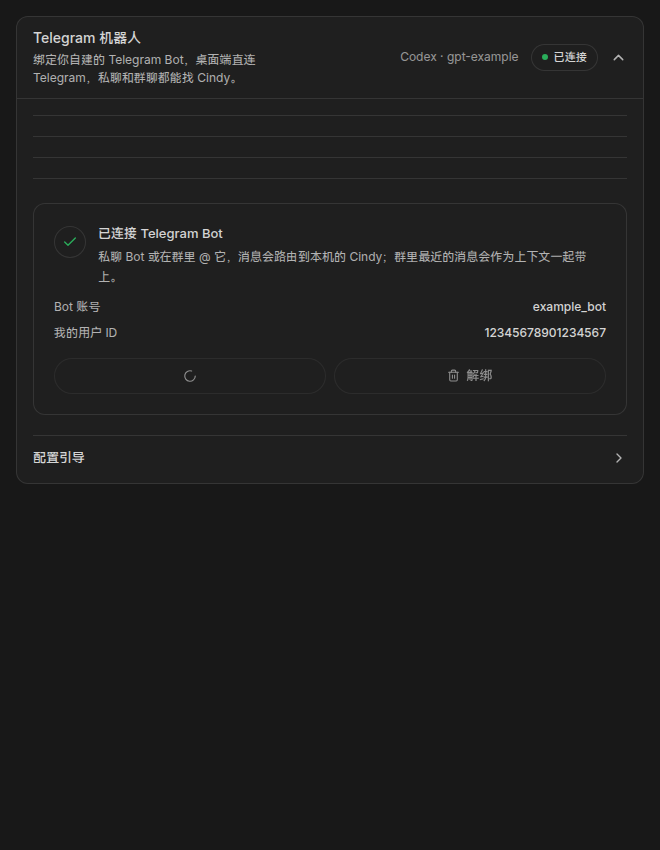 Telegram 机器人
绑定你自建的 Telegram Bot，桌面端直连
Telegram，私聊和群聊都能找 Cindy。
Codex · gpt-example
已连接
已连接 Telegram Bot
私聊 Bot 或在群里 @ 它，消息会路由到本机的 Cindy；群里最近的消息会作为上下文一起带
上。
Bot 账号
example_bot
我的用户 ID
12345678901234567
解绑
配置引导